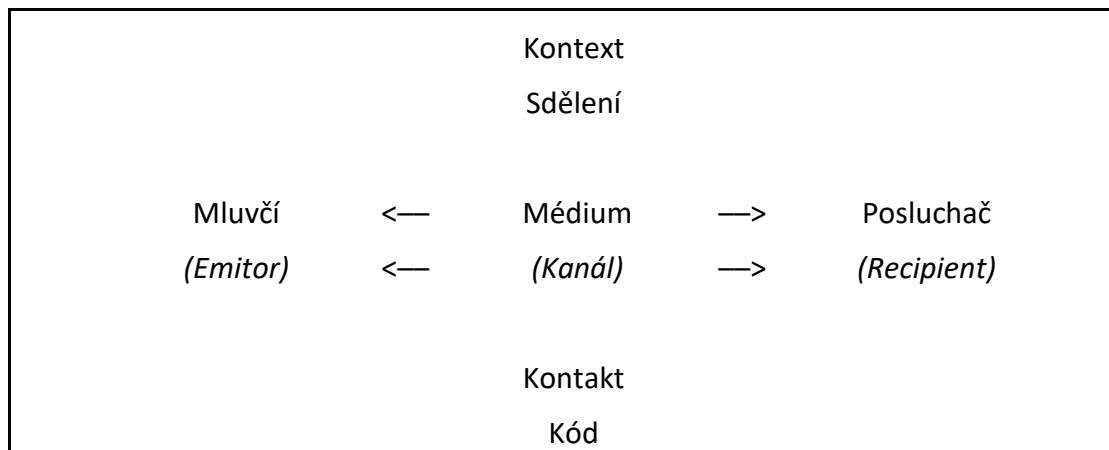 Kontext
Sdělení
Mluvčí <── Médium ──> Posluchač
(Emitor) <── (Kanál) ──> (Recipient)
Kontakt
Kód